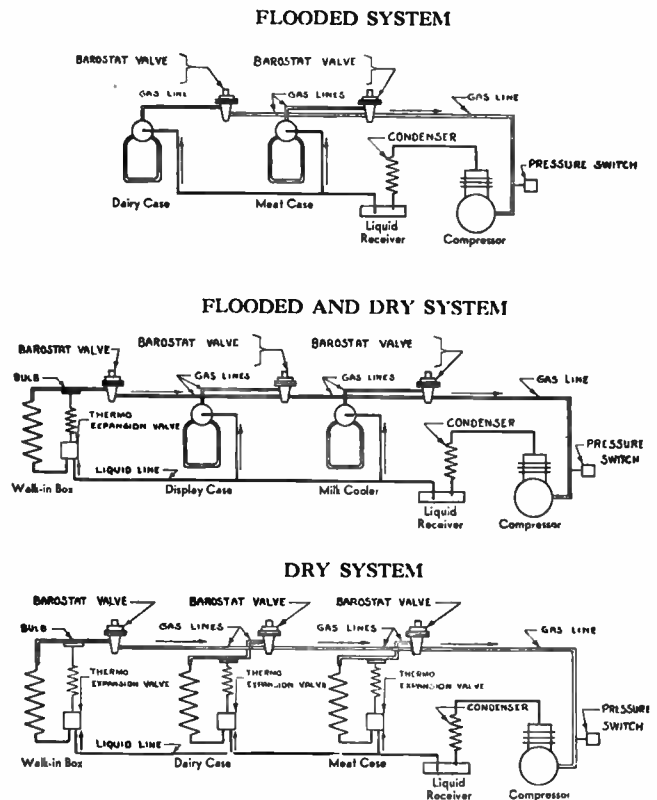 FLOODED SYSTEM
BAROSTAT VALVE
BAROSTAT VALVE
GAS LINE
GAS LINES
GAS LINE
CONDENSER
PRESSURE SWITCH
Dairy Case
Meat Case
Liquid
Receiver
Compressor
FLOODED AND DRY SYSTEM
BAROSTAT VALVE
BAROSTAT VALVE
BAROSTAT VALVE
BULB
GAS LINES
GAS LINES
GAS LINE
THERMO
EXPANSION VALVE
CONDENSER
PRESSURE
SWITCH
LIQUID LINE
Walk-in Box
Display Case
Milk Cooler
Liquid
Receiver
Compressor
DRY SYSTEM
BAROSTAT VALVE
BAROSTAT VALVE
BAROSTAT VALVE
BULB
GAS LINES
GAS LINES
GAS LINE
THERMO
EXPANSION VALVE
THERMO
EXPANSION VALVE
THERMO
EXPANSION VALVE
CONDENSER
PRESSURE
SWITCH
LIQUID LINE
Walk-in Box
Dairy Case
Meat Case
Liquid
Receiver
Compressor